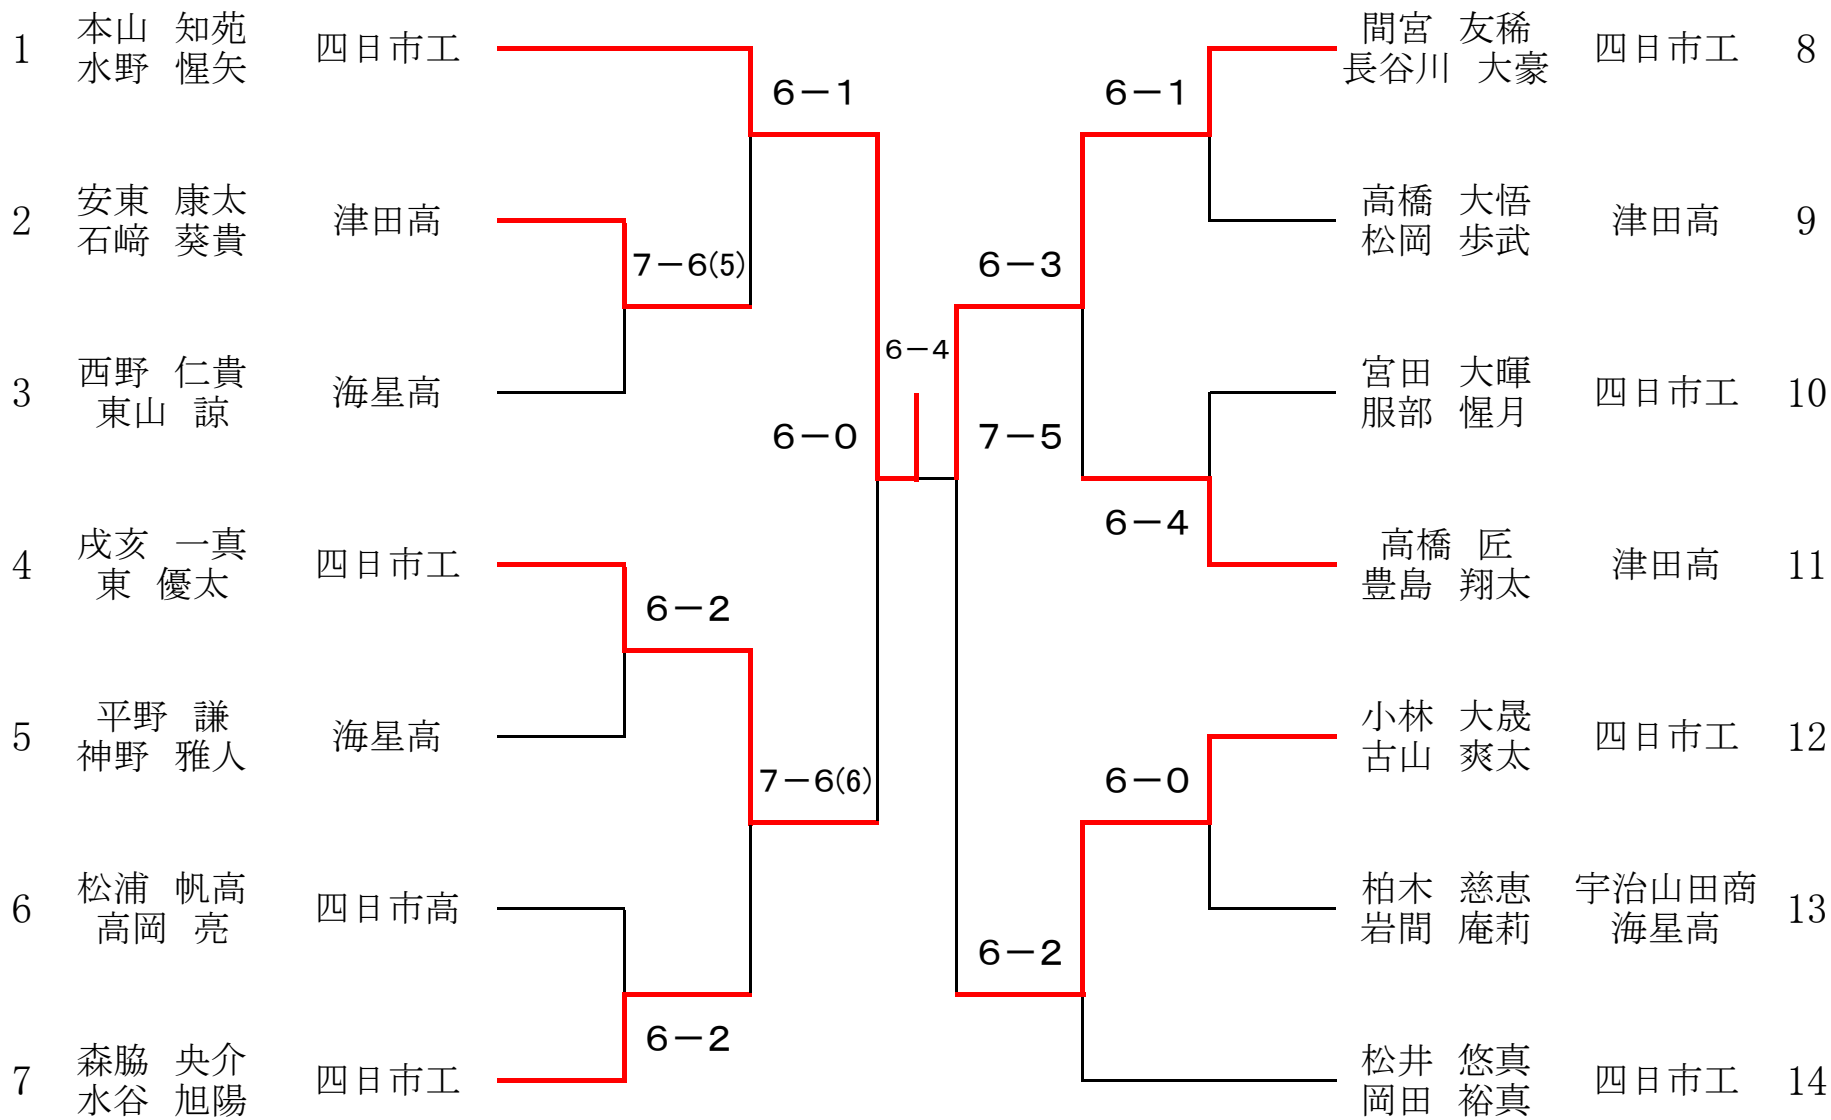 1 本山 知苑 四日市工
水野 惺矢
6-1
2 安東 康太 津田高
石﨑 葵貴
7-6(5)
3 西野 仁貴 海星高
東山 諒
6-0
4 戌亥 一真 四日市工
東 優太
6-2
5 平野 謙 海星高
神野 雅人
7-6(6)
6 松浦 帆高 四日市高
高岡 亮
6-2
7 森脇 央介 四日市工
水谷 旭陽
6-4
間宮 友稀 四日市工 8
長谷川 大豪
6-1
高橋 大悟 津田高 9
松岡 歩武
6-3
宮田 大暉 四日市工 10
服部 惺月
7-5
6-4
高橋 匠 津田高 11
豊島 翔太
小林 大晟 四日市工 12
古山 爽太
6-0
柏木 慈恵 宇治山田商 13
岩間 庵莉 海星高
6-2
松井 悠真 四日市工 14
岡田 裕真